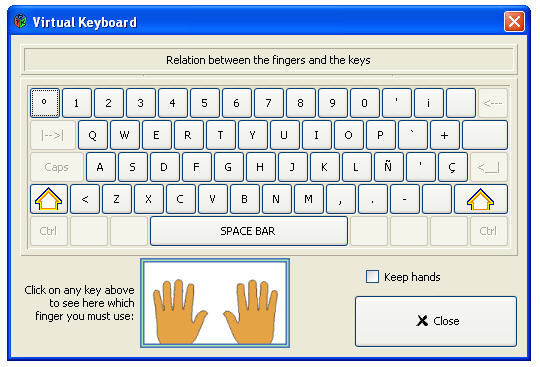 Virtual Keyboard
Relation between the fingers and the keys
º 1 2 3 4 5 6 7 8 9 0 ' ¡ <---
|-->| Q W E R T Y U I O P ` +
Caps A S D F G H J K L Ñ ' Ç <__|
< Z X C V B N M , . -
Ctrl SPACE BAR Ctrl
Click on any key above
to see here which
finger you must use:
Keep hands
X Close